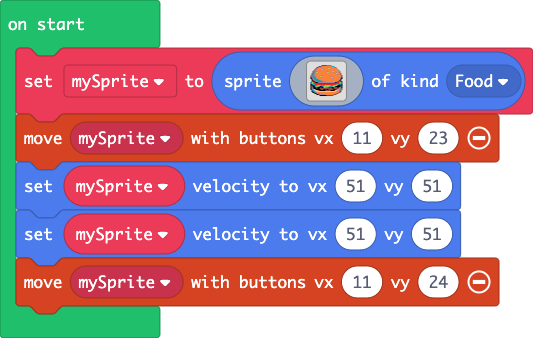 on start
set mySprite to sprite of kind Food
move mySprite with buttons vx 11 vy 23
set mySprite velocity to vx 51 vy 51
set mySprite velocity to vx 51 vy 51
move mySprite with buttons vx 11 vy 24